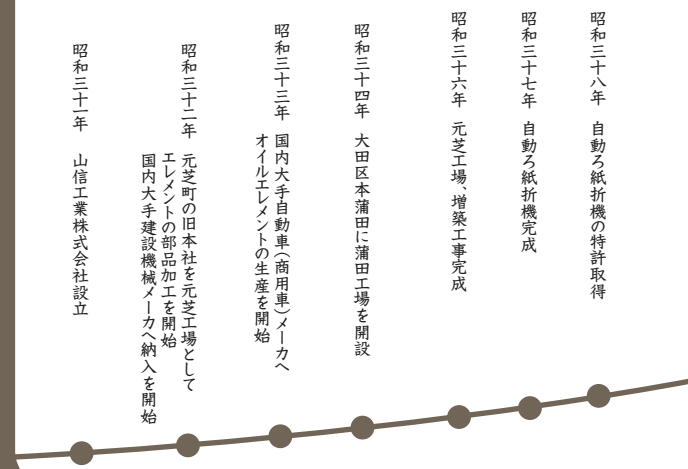 昭和三十一年 山信工業株式会社設立
昭和三十二年 元芝町の旧本社を元芝工場として
エレメントの部品加工を開始
国内大手建設機械メーカへ納入を開始
昭和三十三年 国内大手自動車(商用車)メーカへ
オイルエレメントの生産を開始
昭和三十四年 大田区本蒲田に蒲田工場を開設
昭和三十六年 元芝工場、増築工事完成
昭和三十七年 自動ろ紙折機完成
昭和三十八年 自動ろ紙折機の特許取得